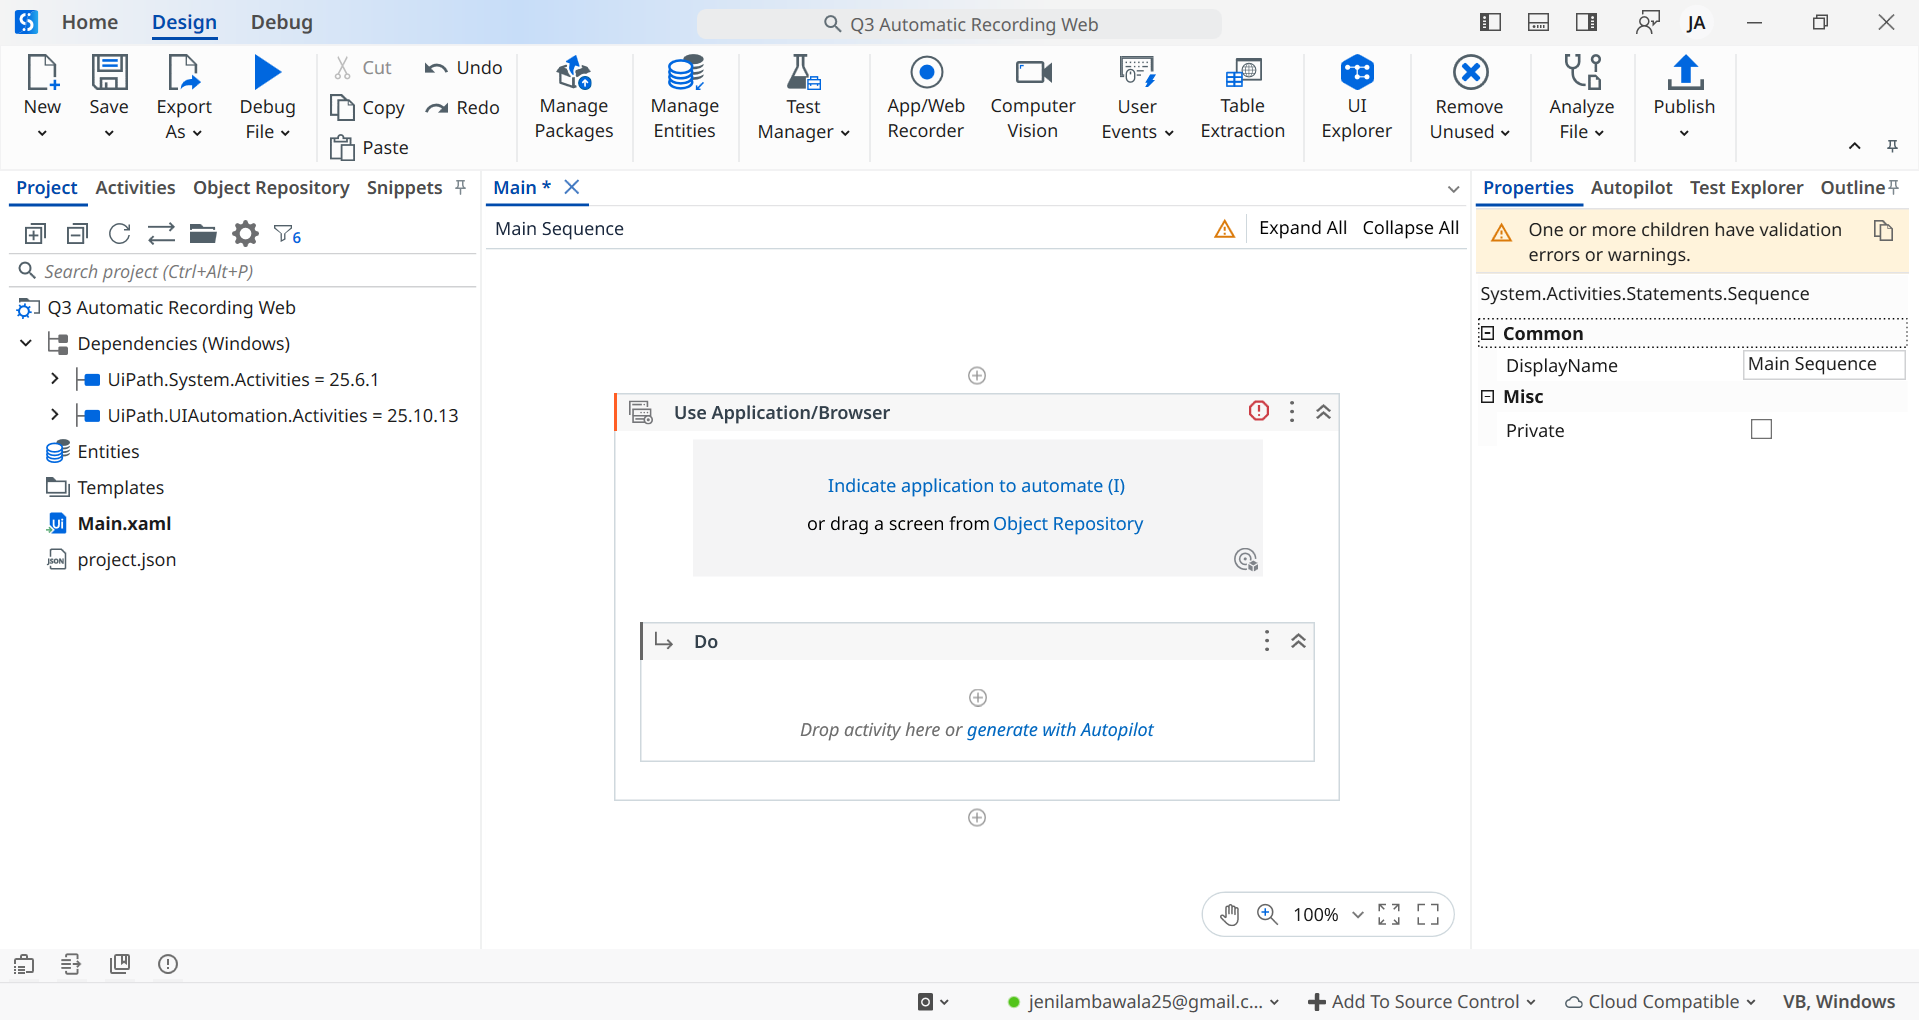 Home Design Debug
Q3 Automatic Recording Web
JA
New
Save
Export
As
Debug
File
Cut
Copy
Paste
Undo
Redo
Manage
Packages
Manage
Entities
Test
Manager
App/Web
Recorder
Computer
Vision
User
Events
Table
Extraction
UI
Explorer
Remove
Unused
Analyze
File
Publish
Project Activities Object Repository Snippets
6
Search project (Ctrl+Alt+P)
Q3 Automatic Recording Web
Dependencies (Windows)
UiPath.System.Activities = 25.6.1
UiPath.UIAutomation.Activities = 25.10.13
Entities
Templates
Ui Main.xaml
JSON project.json
Main *
Main Sequence
Expand All Collapse All
Use Application/Browser
Indicate application to automate (I)
or drag a screen from Object Repository
Do
Drop activity here or generate with Autopilot
100%
Properties Autopilot Test Explorer Outline
One or more children have validation
errors or warnings.
System.Activities.Statements.Sequence
Common
DisplayName Main Sequence
Misc
Private
jenilambawala25@gmail.c...
Add To Source Control
Cloud Compatible
VB, Windows